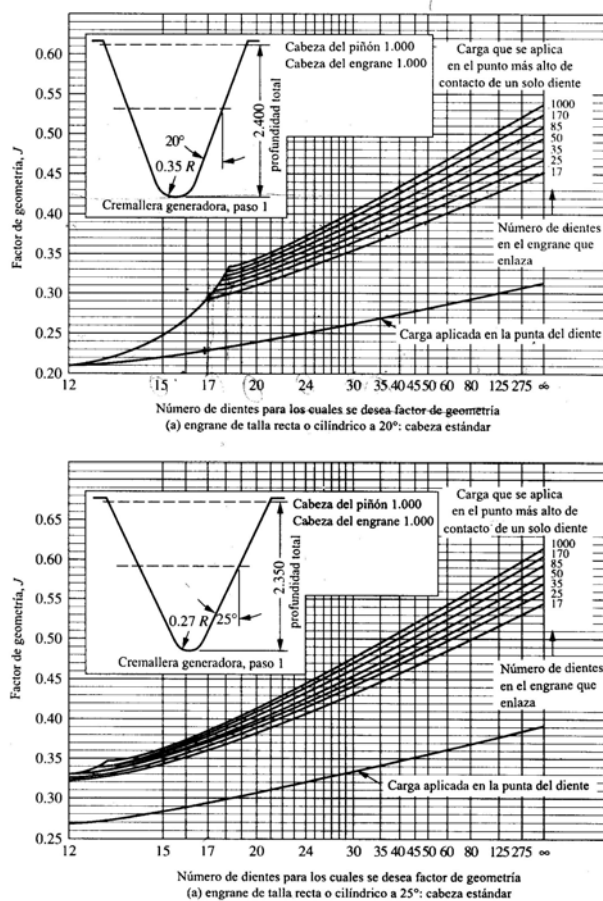 Factor de geometría, J
0.60
0.55
0.50
0.45
0.40
0.35
0.30
0.25
0.20
Cabeza del piñón 1.000
Cabeza del engrane 1.000
20°
0.35 R
2.400
profundidad total
Cremallera generadora, paso 1
Carga que se aplica
en el punto más alto de
contacto de un solo diente
1000
170
85
50
35
25
17
Número de dientes
en el engrane que
enlaza
Carga aplicada en la punta del diente
12 15 17 20 24 30 35 40 45 50 60 80 125 275 ∞
Número de dientes para los cuales se desea factor de geometría
(a) engrane de talla recta o cilíndrico a 20°: cabeza estándar
Factor de geometría, J
0.65
0.60
0.55
0.50
0.45
0.40
0.35
0.30
0.25
Cabeza del piñón 1.000
Cabeza del engrane 1.000
0.27 R
25°
2.350
profundidad total
Cremallera generadora, paso 1
Carga que se aplica
en el punto más alto de
contacto de un solo diente
1000
170
85
50
35
25
17
Número de dientes
en el engrane que
enlaza
Carga aplicada en la punta del diente
12 15 17 20 24 30 35 40 45 50 60 80 125 275 ∞
Número de dientes para los cuales se desea factor de geometría
(a) engrane de talla recta o cilíndrico a 25°: cabeza estándar